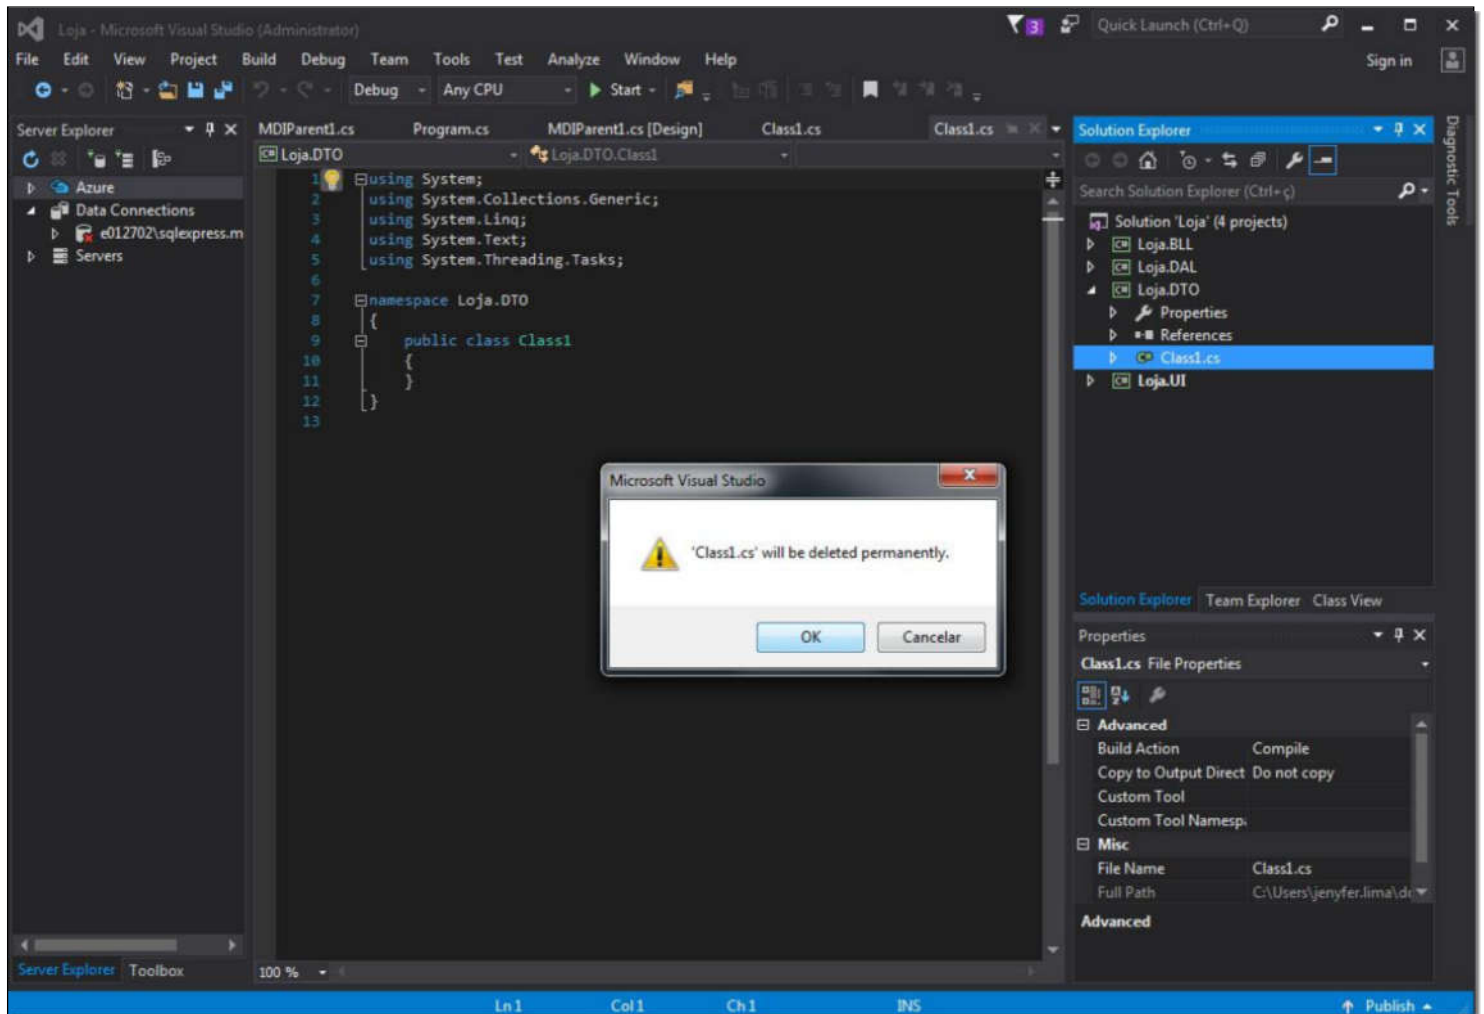 Loja - Microsoft Visual Studio (Administrator)
3
Quick Launch (Ctrl+Q)
File Edit View Project Build Debug Team Tools Test Analyze Window Help
Sign in
Debug Any CPU Start
Server Explorer
Azure
Data Connections
e012702\sqlexpress.m
Servers
MDIParent1.cs Program.cs MDIParent1.cs [Design] Class1.cs Class1.cs
Loja.DTO Loja.DTO.Class1
1 using System;
2 using System.Collections.Generic;
3 using System.Linq;
4 using System.Text;
5 using System.Threading.Tasks;
6
7 namespace Loja.DTO
8 {
9 public class Class1
10 {
11 }
12 }
13
Microsoft Visual Studio
'Class1.cs' will be deleted permanently.
OK Cancelar
Solution Explorer
Search Solution Explorer (Ctrl+ç)
Solution 'Loja' (4 projects)
C# Loja.BLL
C# Loja.DAL
C# Loja.DTO
Properties
References
C# Class1.cs
C# Loja.UI
Solution Explorer Team Explorer Class View
Properties
Class1.cs File Properties
Advanced
Build Action Compile
Copy to Output Direct Do not copy
Custom Tool
Custom Tool Namesp
Misc
File Name Class1.cs
Full Path C:\Users\jenyfer.lima\d
Advanced
Diagnostic Tools
Server Explorer Toolbox
100 %
Ln 1 Col 1 Ch 1 INS
Publish